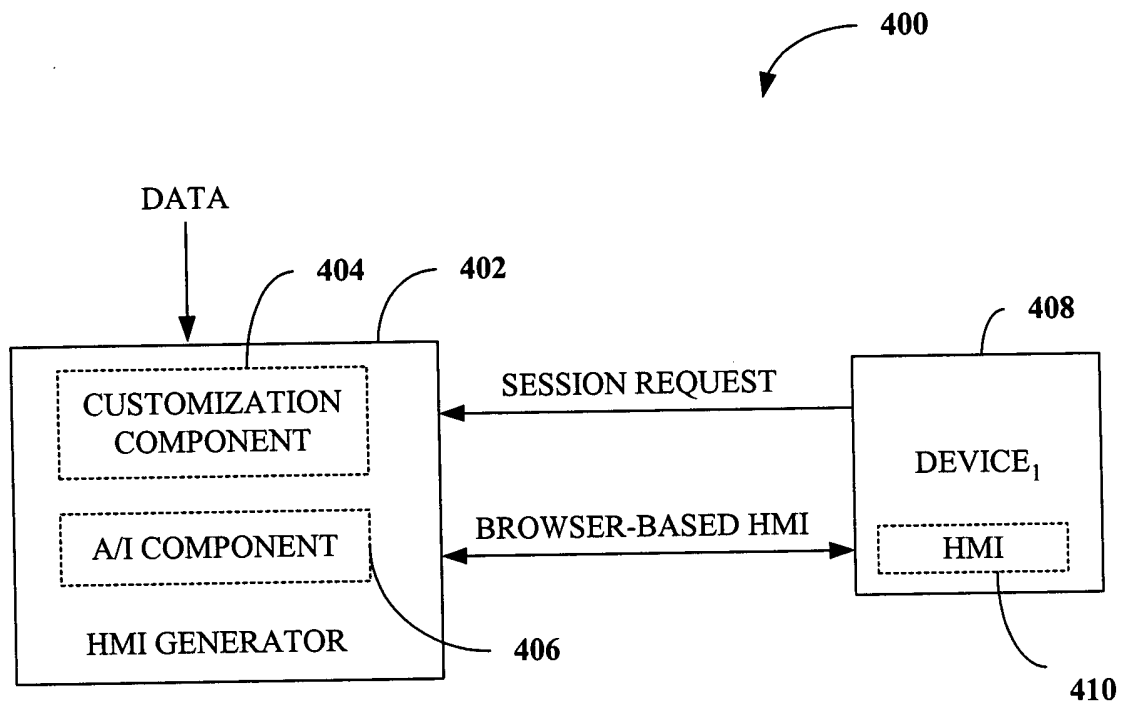 400
DATA
404
402
408
CUSTOMIZATION
COMPONENT
SESSION REQUEST
DEVICE1
BROWSER-BASED HMI
A/I COMPONENT
HMI
HMI GENERATOR
406
410